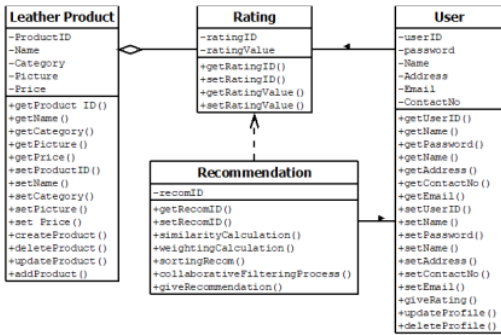 Leather Product
-ProductID
-Name
-Category
-Picture
-Price
+getProduct ID()
+getName()
+getCategory()
+getPicture()
+getPrice()
+setProductID()
+setName()
+setCategory()
+setPicture()
+set Price()
+createProduct()
+deleteProduct()
+updateProduct()
+addProduct()
Rating
-ratingID
-ratingValue
+getRatingID()
+setRatingID()
+getRatingValue()
+setRatingValue()
Recommendation
-recomID
+getRecomID()
+setRecomID()
+similarityCalculation()
+weightingCalculation()
+sortingRecom()
+collaborativeFilteringProcess()
+giveRecommendation()
User
-userID
-password
-Name
-Address
-Email
-ContactNo
+getUserID()
+getName()
+getPassword()
+getName()
+getAddress()
+getContactNo()
+getEmail()
+setUserID()
+setName()
+setPassword()
+setName()
+setAddress()
+setContactNo()
+setEmail()
+giveRating()
+updateProfile()
+deleteProfile()